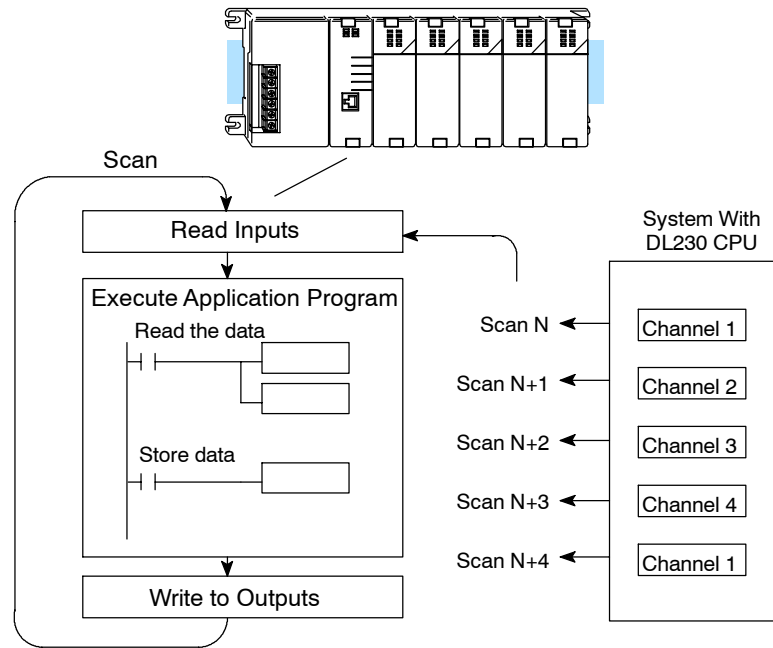 Scan
Read Inputs
Execute Application Program
Read the data
Store data
Write to Outputs
System With
DL230 CPU
Scan N
Channel 1
Scan N+1
Channel 2
Scan N+2
Channel 3
Scan N+3
Channel 4
Scan N+4
Channel 1